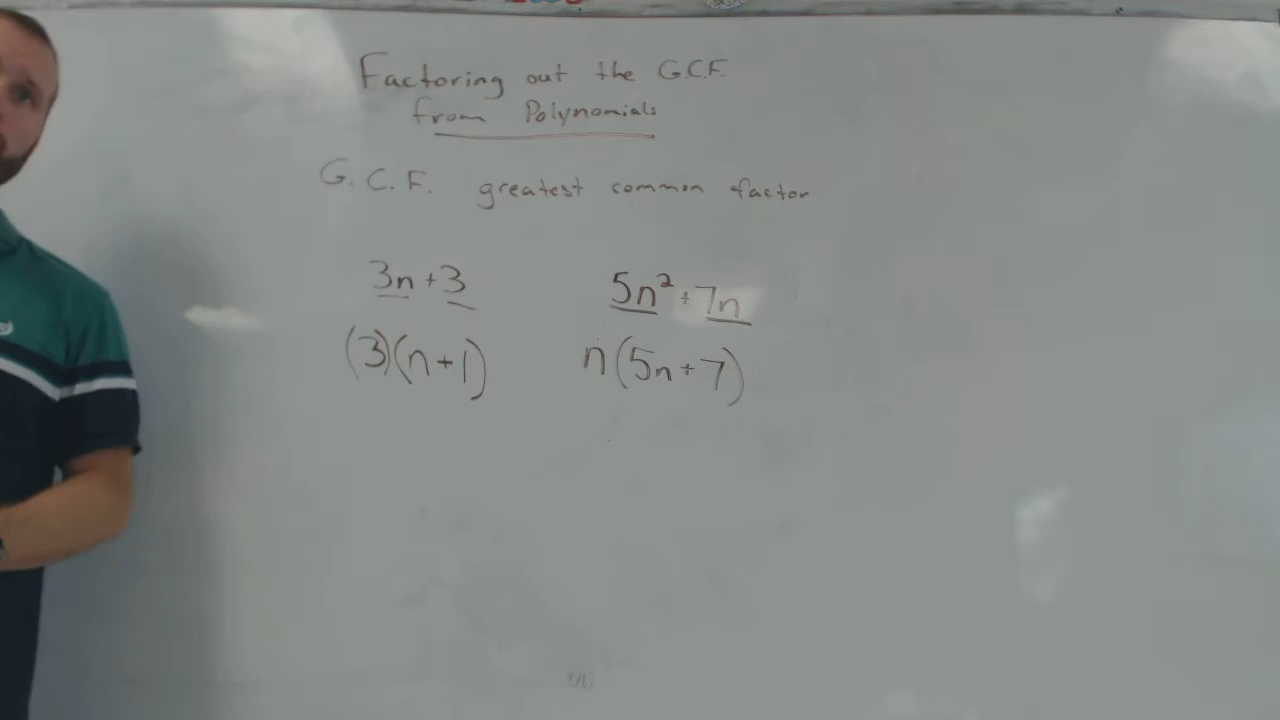 Factoring out the G.C.F.
from Polynomials
G.C.F. greatest common factor
3n + 3
5n² + 7n
(3)(n+1)
n(5n+7)